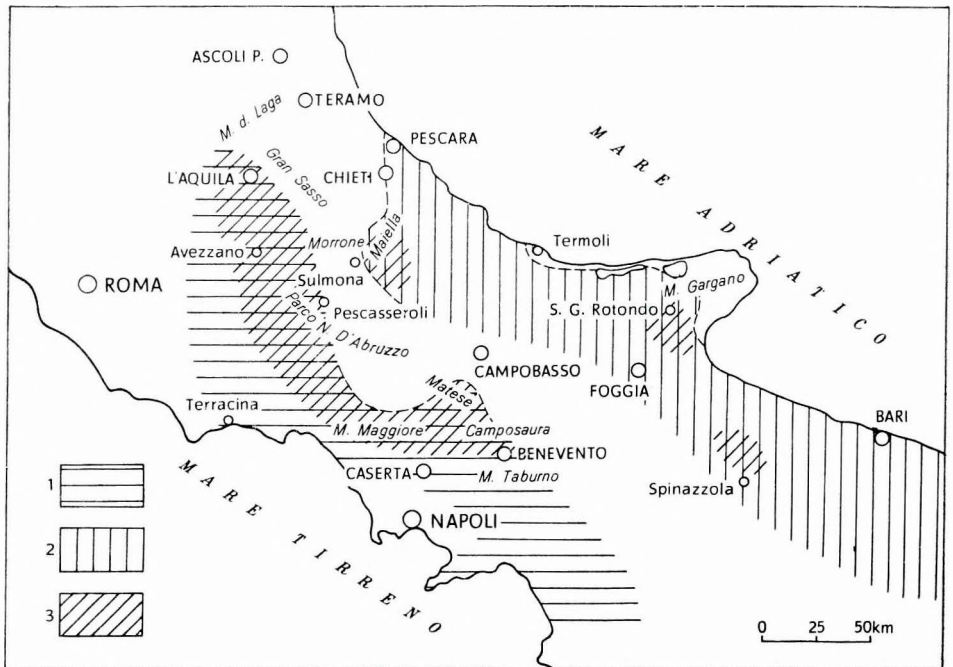 ASCOLI P.
TERAMO
M. d. Laga
PESCARA
MARE ADRIATICO
Gran Sasso
L'AQUILA
CHIETI
Maiella
Morrone
Avezzano
Sulmona
Termoli
ROMA
M. Gargano
S. G. Rotondo
Pescasseroli
Parco N. D'Abruzzo
CAMPOBASSO
FOGGIA
Matese
Terracina
BARI
M. Maggiore
Camposaura
BENEVENTO
CASERTA
M. Taburno
Spinazzola
MARE TIRRENO
NAPOLI
1
2
3
0 25 50km